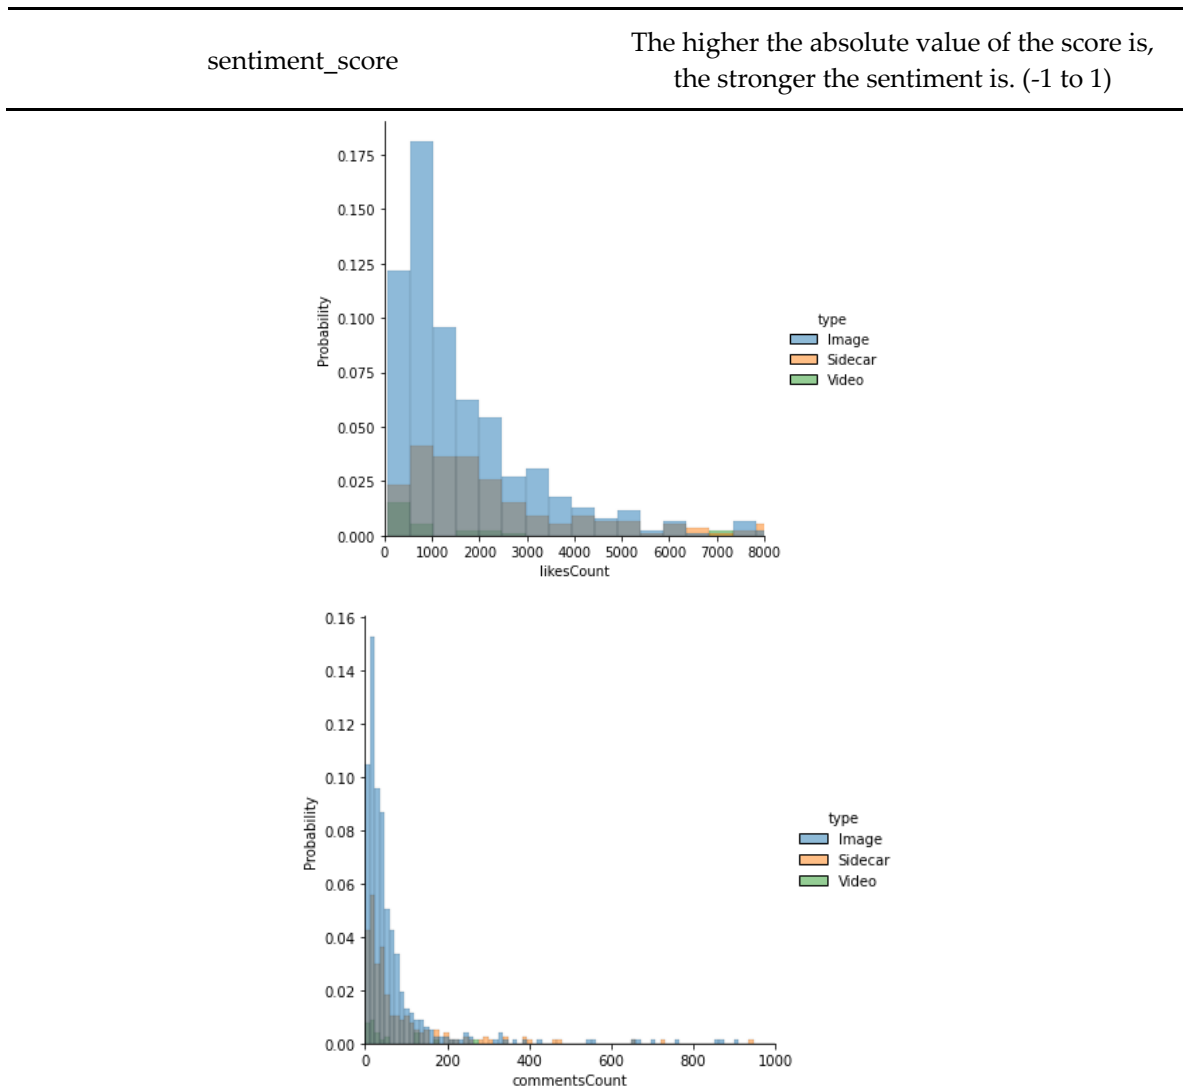 sentiment_score
The higher the absolute value of the score is,
the stronger the sentiment is. (-1 to 1)
0.175
0.150
0.125
0.100
0.075
0.050
0.025
0.000
Probability
0 1000 2000 3000 4000 5000 6000 7000 8000
likesCount
type
Image
Sidecar
Video
0.16
0.14
0.12
0.10
0.08
0.06
0.04
0.02
0.00
Probability
0 200 400 600 800 1000
commentsCount
type
Image
Sidecar
Video